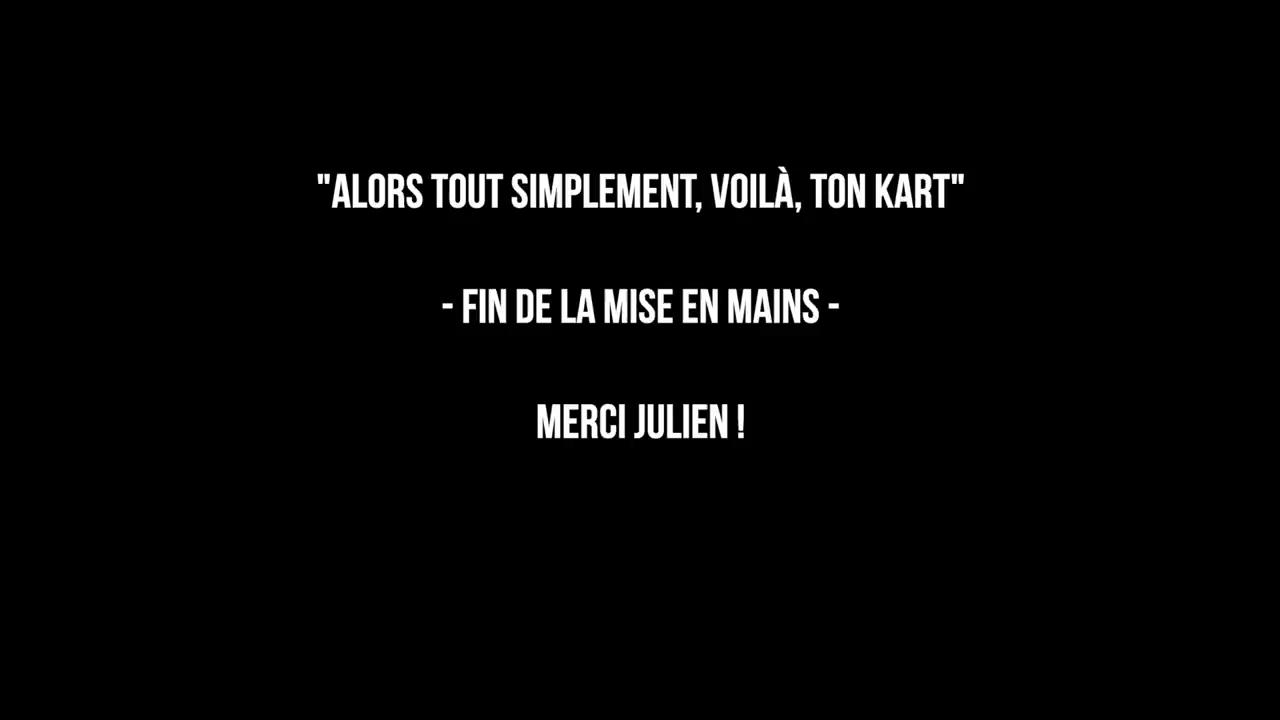 "ALORS TOUT SIMPLEMENT, VOILÀ, TON KART"
- FIN DE LA MISE EN MAINS -
MERCI JULIEN !